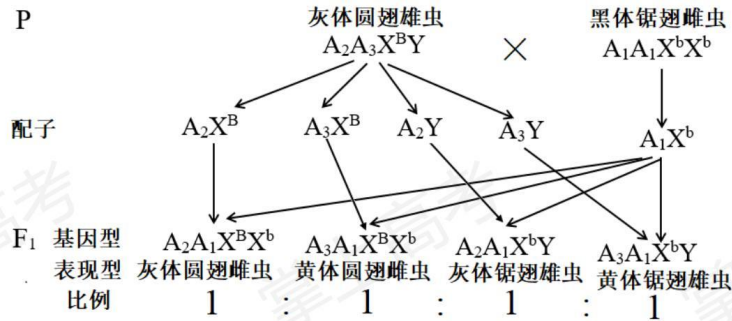 P 灰体圆翅雄虫 黑体锯翅雌虫
A₂A₃XᴮY × A₁A₁XᵇXᵇ
配子 A₂Xᴮ A₃Xᴮ A₂Y A₃Y A₁Xᵇ
F₁ 基因型 A₂A₁XᴮXᵇ A₃A₁XᴮXᵇ A₂A₁XᵇY A₃A₁XᵇY
表现型 灰体圆翅雌虫 黄体圆翅雌虫 灰体锯翅雄虫 黄体锯翅雄虫
比例 1 : 1 : 1 : 1